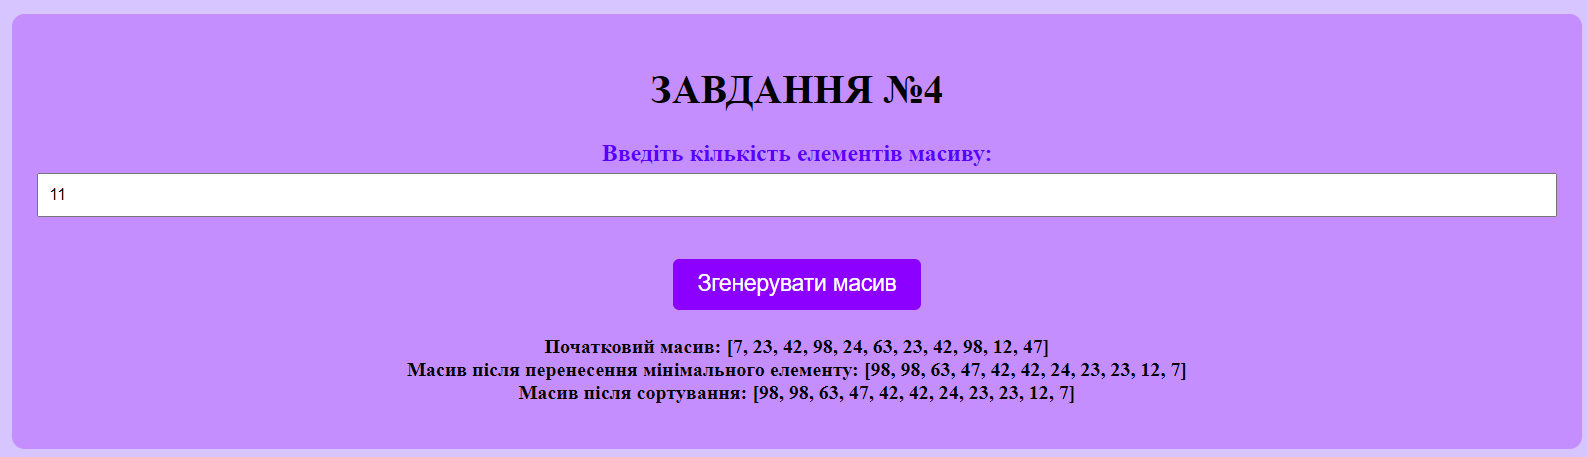 ЗАВДАННЯ №4
Введіть кількість елементів масиву:
11
Згенерувати масив
Початковий масив: [7, 23, 42, 98, 24, 63, 23, 42, 98, 12, 47]
Масив після перенесення мінімального елементу: [98, 98, 63, 47, 42, 42, 24, 23, 23, 12, 7]
Масив після сортування: [98, 98, 63, 47, 42, 42, 24, 23, 23, 12, 7]